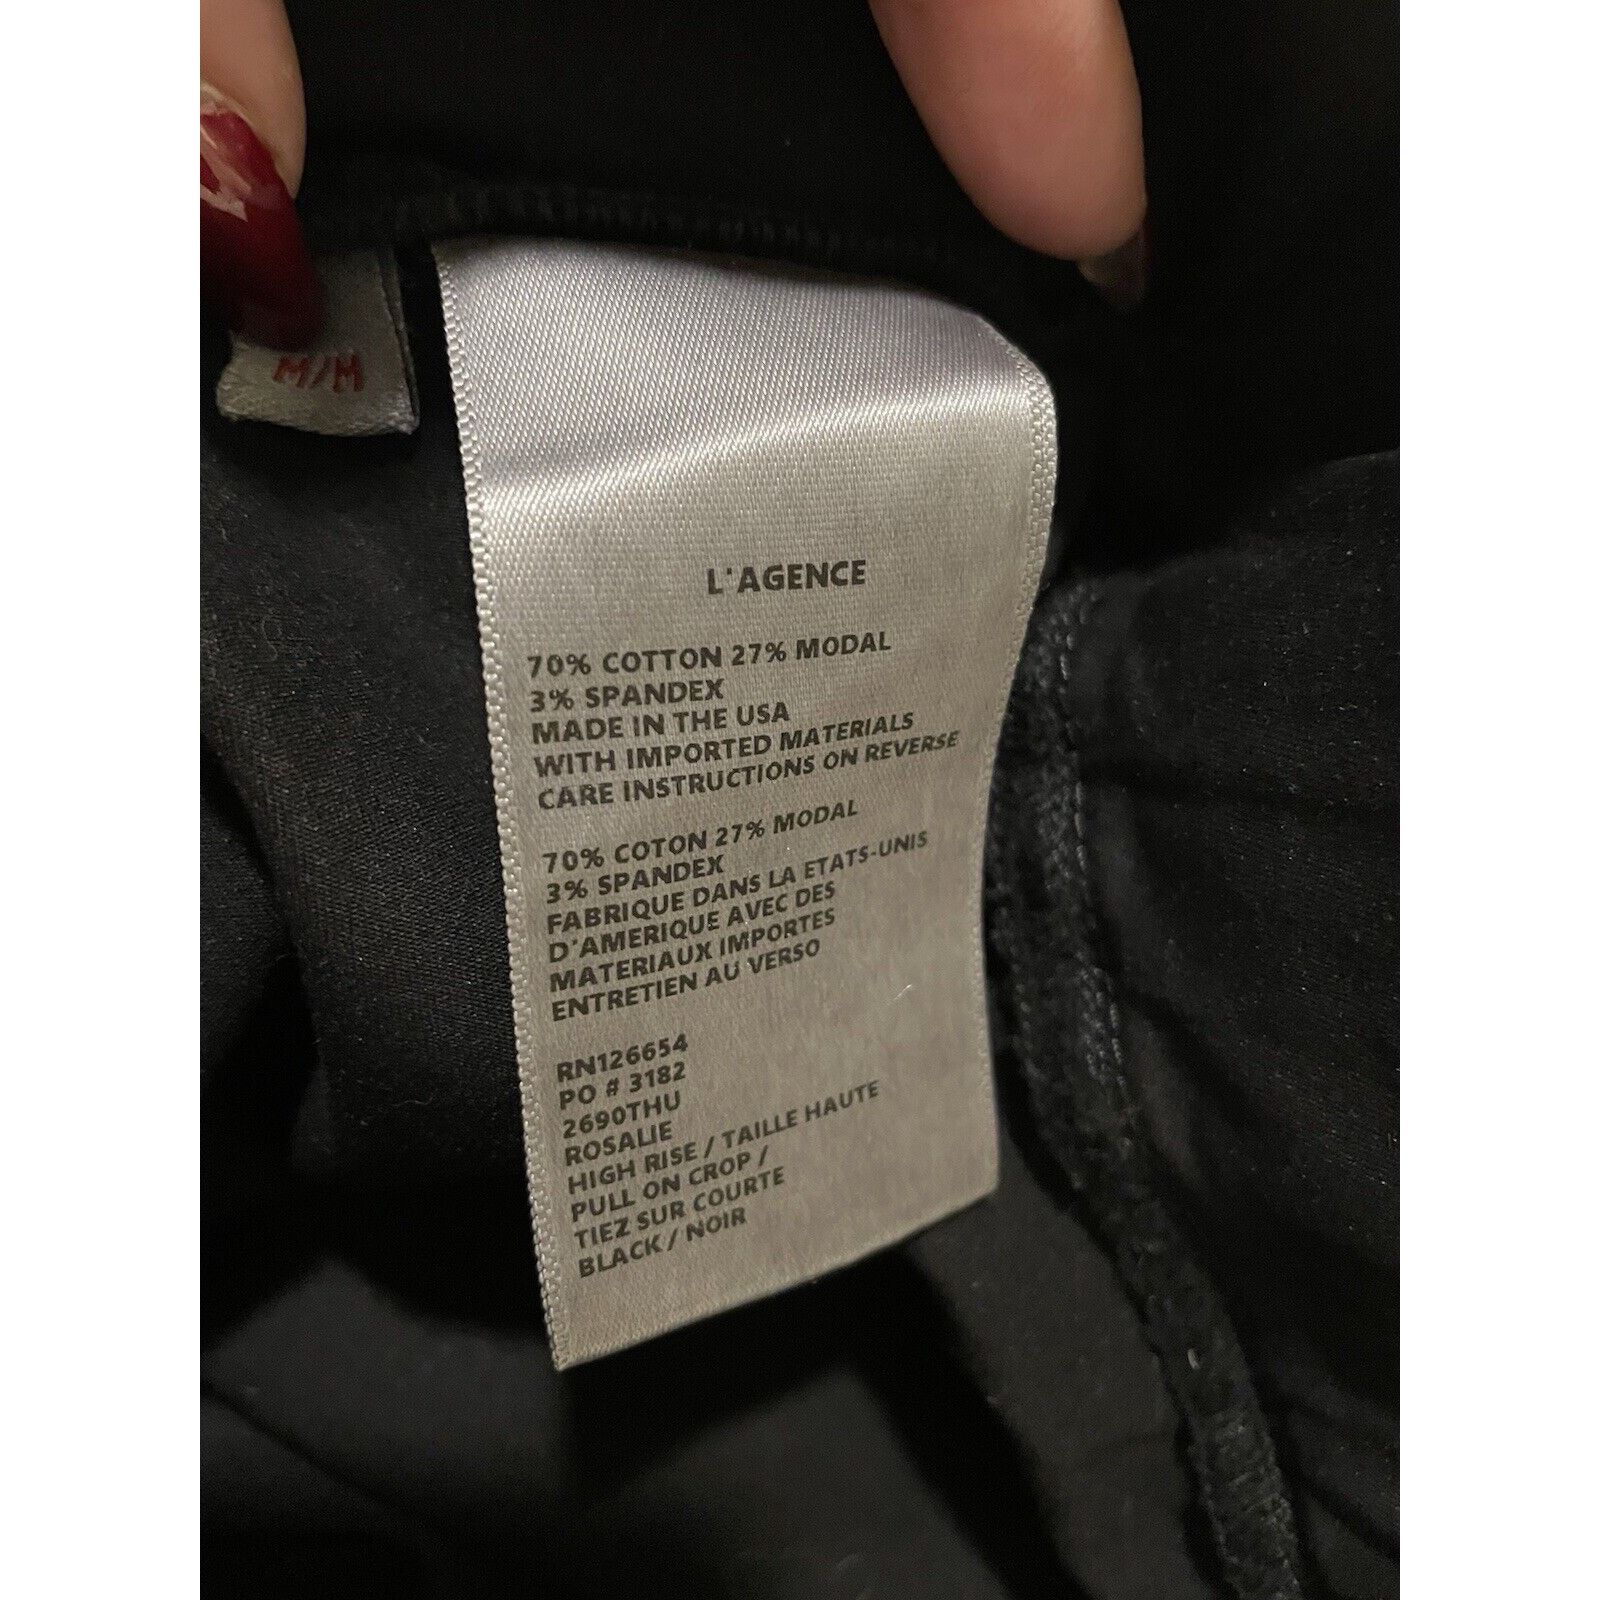 M/M
L'AGENCE
70% COTTON 27% MODAL
3% SPANDEX
MADE IN THE USA
WITH IMPORTED MATERIALS
CARE INSTRUCTIONS ON REVERSE
70% COTON 27% MODAL
3% SPANDEX
FABRIQUE DANS LA ETATS-UNIS
D'AMERIQUE AVEC DES
MATERIAUX IMPORTES
ENTRETIEN AU VERSO
RN126654
PO # 3182
2690THU
ROSALIE
HIGH RISE / TAILLE HAUTE
PULL ON CROP /
TIEZ SUR COURTE
BLACK / NOIR